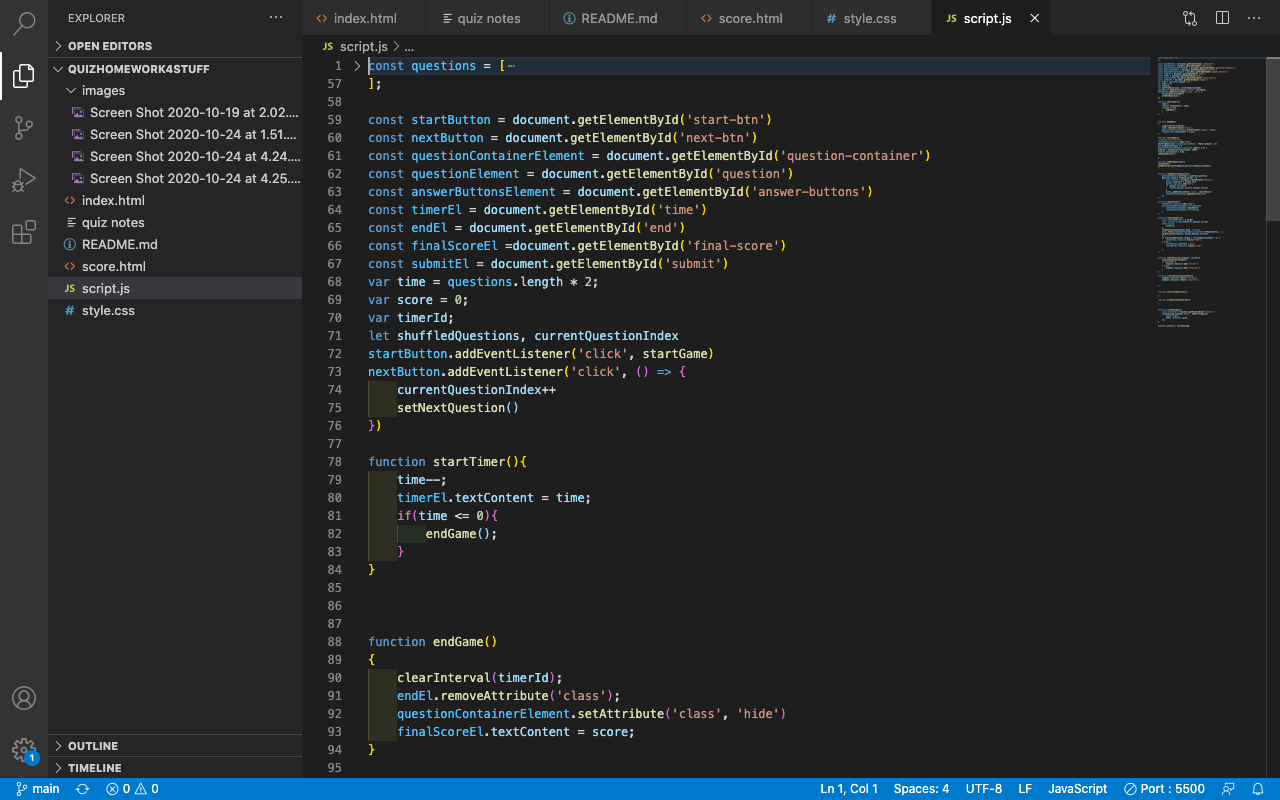 EXPLORER
index.html
quiz notes
README.md
score.html
style.css
JS script.js
OPEN EDITORS
QUIZHOMEWORK4STUFF
images
Screen Shot 2020-10-19 at 2.02....
Screen Shot 2020-10-24 at 1.51....
Screen Shot 2020-10-24 at 4.24....
Screen Shot 2020-10-24 at 4.25....
index.html
quiz notes
README.md
score.html
JS script.js
# style.css
OUTLINE
TIMELINE
JS script.js > ...
1 const questions = [ ⋯
57 ];
58
59 const startButton = document.getElementById('start-btn')
60 const nextButton = document.getElementById('next-btn')
61 const questionContainerElement = document.getElementById('question-container')
62 const questionElement = document.getElementById('question')
63 const answerButtonsElement = document.getElementById('answer-buttons')
64 const timerEl = document.getElementById('time')
65 const endEl = document.getElementById('end')
66 const finalScoreEl =document.getElementById('final-score')
67 const submitEl = document.getElementById('submit')
68 var time = questions.length * 2;
69 var score = 0;
70 var timerId;
71 let shuffledQuestions, currentQuestionIndex
72 startButton.addEventListener('click', startGame)
73 nextButton.addEventListener('click', () => {
74 currentQuestionIndex++
75 setNextQuestion()
76 })
77
78 function startTimer(){
79 time--;
80 timerEl.textContent = time;
81 if(time <= 0){
82 endGame();
83 }
84 }
85
86
87
88 function endGame()
89 {
90 clearInterval(timerId);
91 endEl.removeAttribute('class');
92 questionContainerElement.setAttribute('class', 'hide')
93 finalScoreEl.textContent = score;
94 }
95
1
main
0 0
Ln 1, Col 1
Spaces: 4
UTF-8
LF
JavaScript
Port : 5500